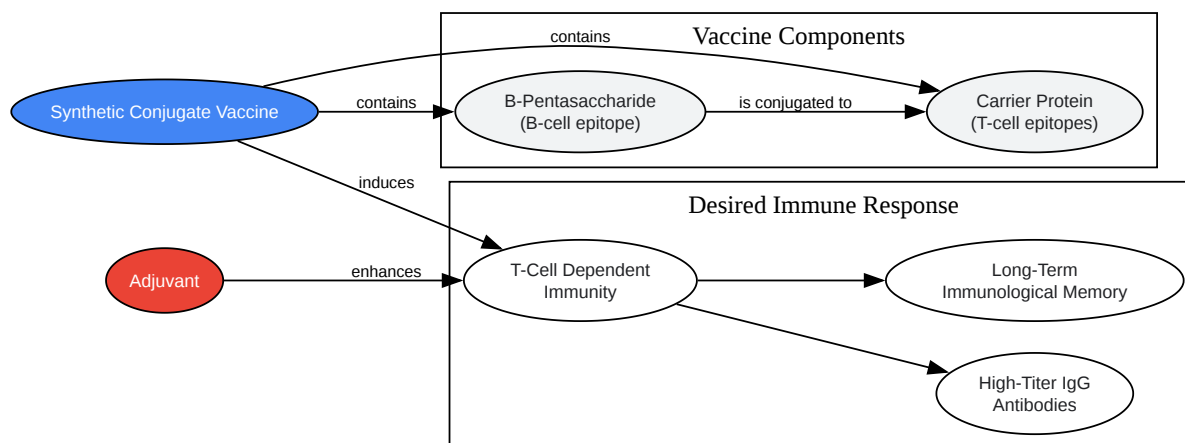 contains
Vaccine Components
Synthetic Conjugate Vaccine
contains
B-Pentasaccharide
(B-cell epitope)
is conjugated to
Carrier Protein
(T-cell epitopes)
induces
Desired Immune Response
Adjuvant
enhances
T-Cell Dependent
Immunity
Long-Term
Immunological Memory
High-Titer IgG
Antibodies